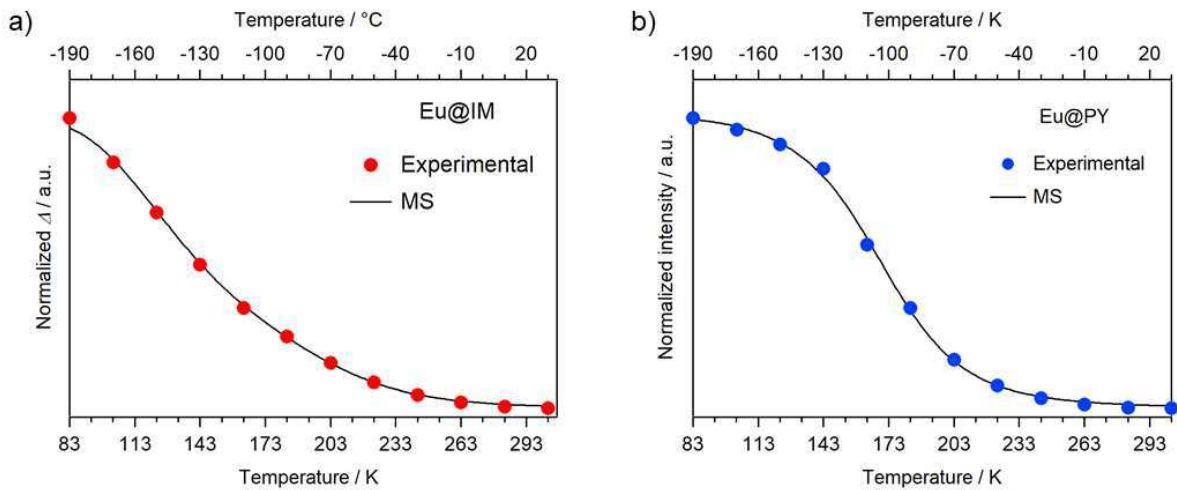 a)
Temperature / °C
-190 -160 -130 -100 -70 -40 -10 20
Eu@IM
Experimental
MS
Normalized Δ / a.u.
83 113 143 173 203 233 263 293
Temperature / K
b)
Temperature / K
-190 -160 -130 -100 -70 -40 -10 20
Eu@PY
Experimental
MS
Normalized intensity / a.u.
83 113 143 173 203 233 263 293
Temperature / K